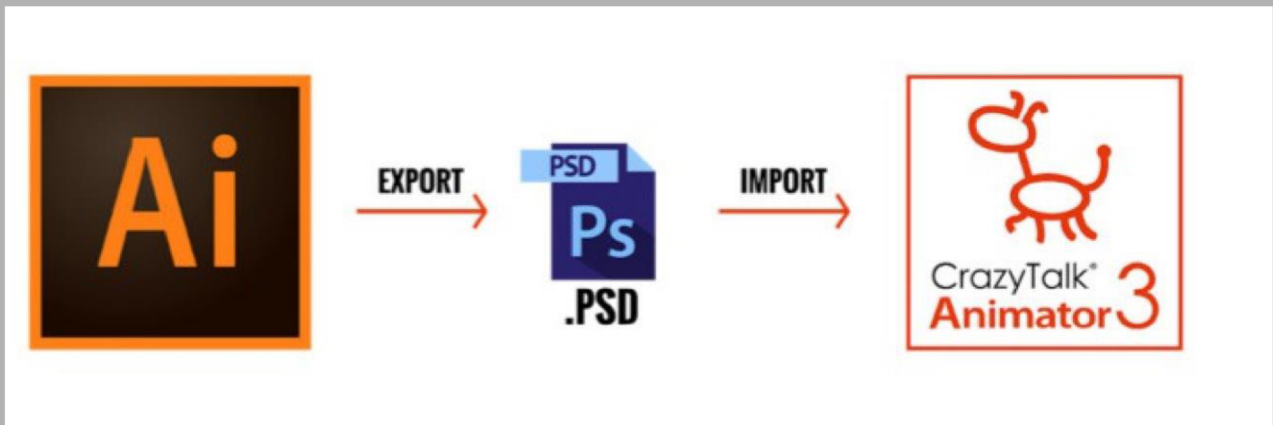 Ai
EXPORT
PSD
Ps
.PSD
IMPORT
CrazyTalk®
Animator 3